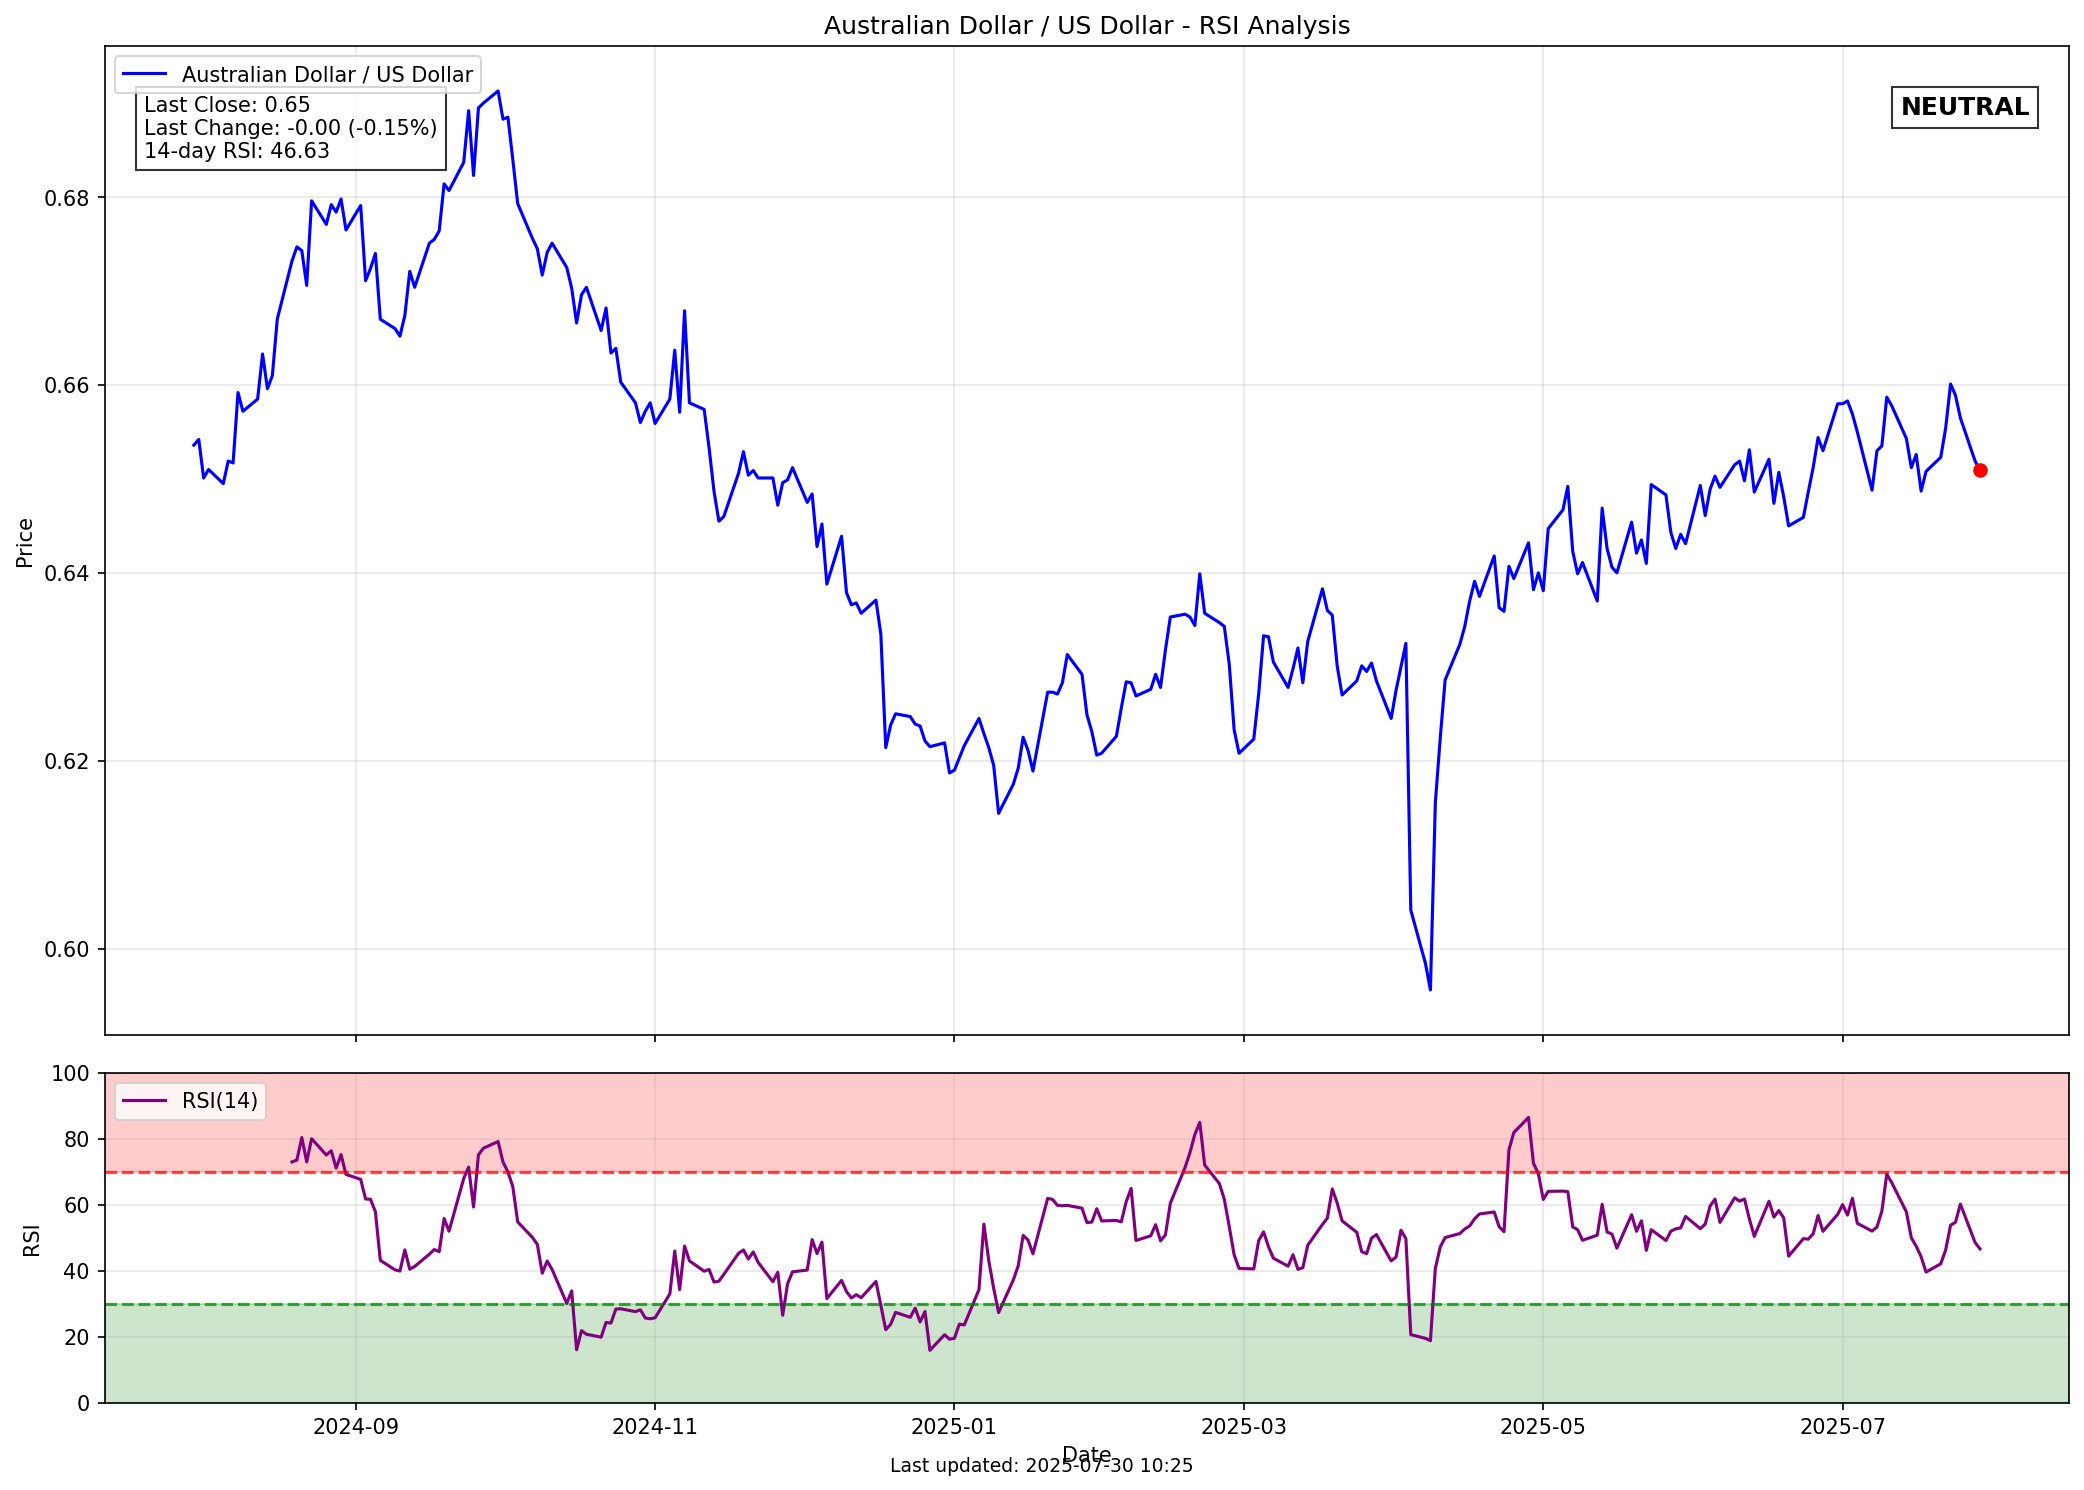 Australian Dollar / US Dollar - RSI Analysis
Australian Dollar / US Dollar
Last Close: 0.65
Last Change: -0.00 (-0.15%)
14-day RSI: 46.63
NEUTRAL
0.68
0.66
0.64
0.62
0.60
Price
RSI(14)
100
80
60
40
20
0
RSI
2024-09
2024-11
2025-01
2025-03
2025-05
2025-07
Date
Last updated: 2025-07-30 10:25